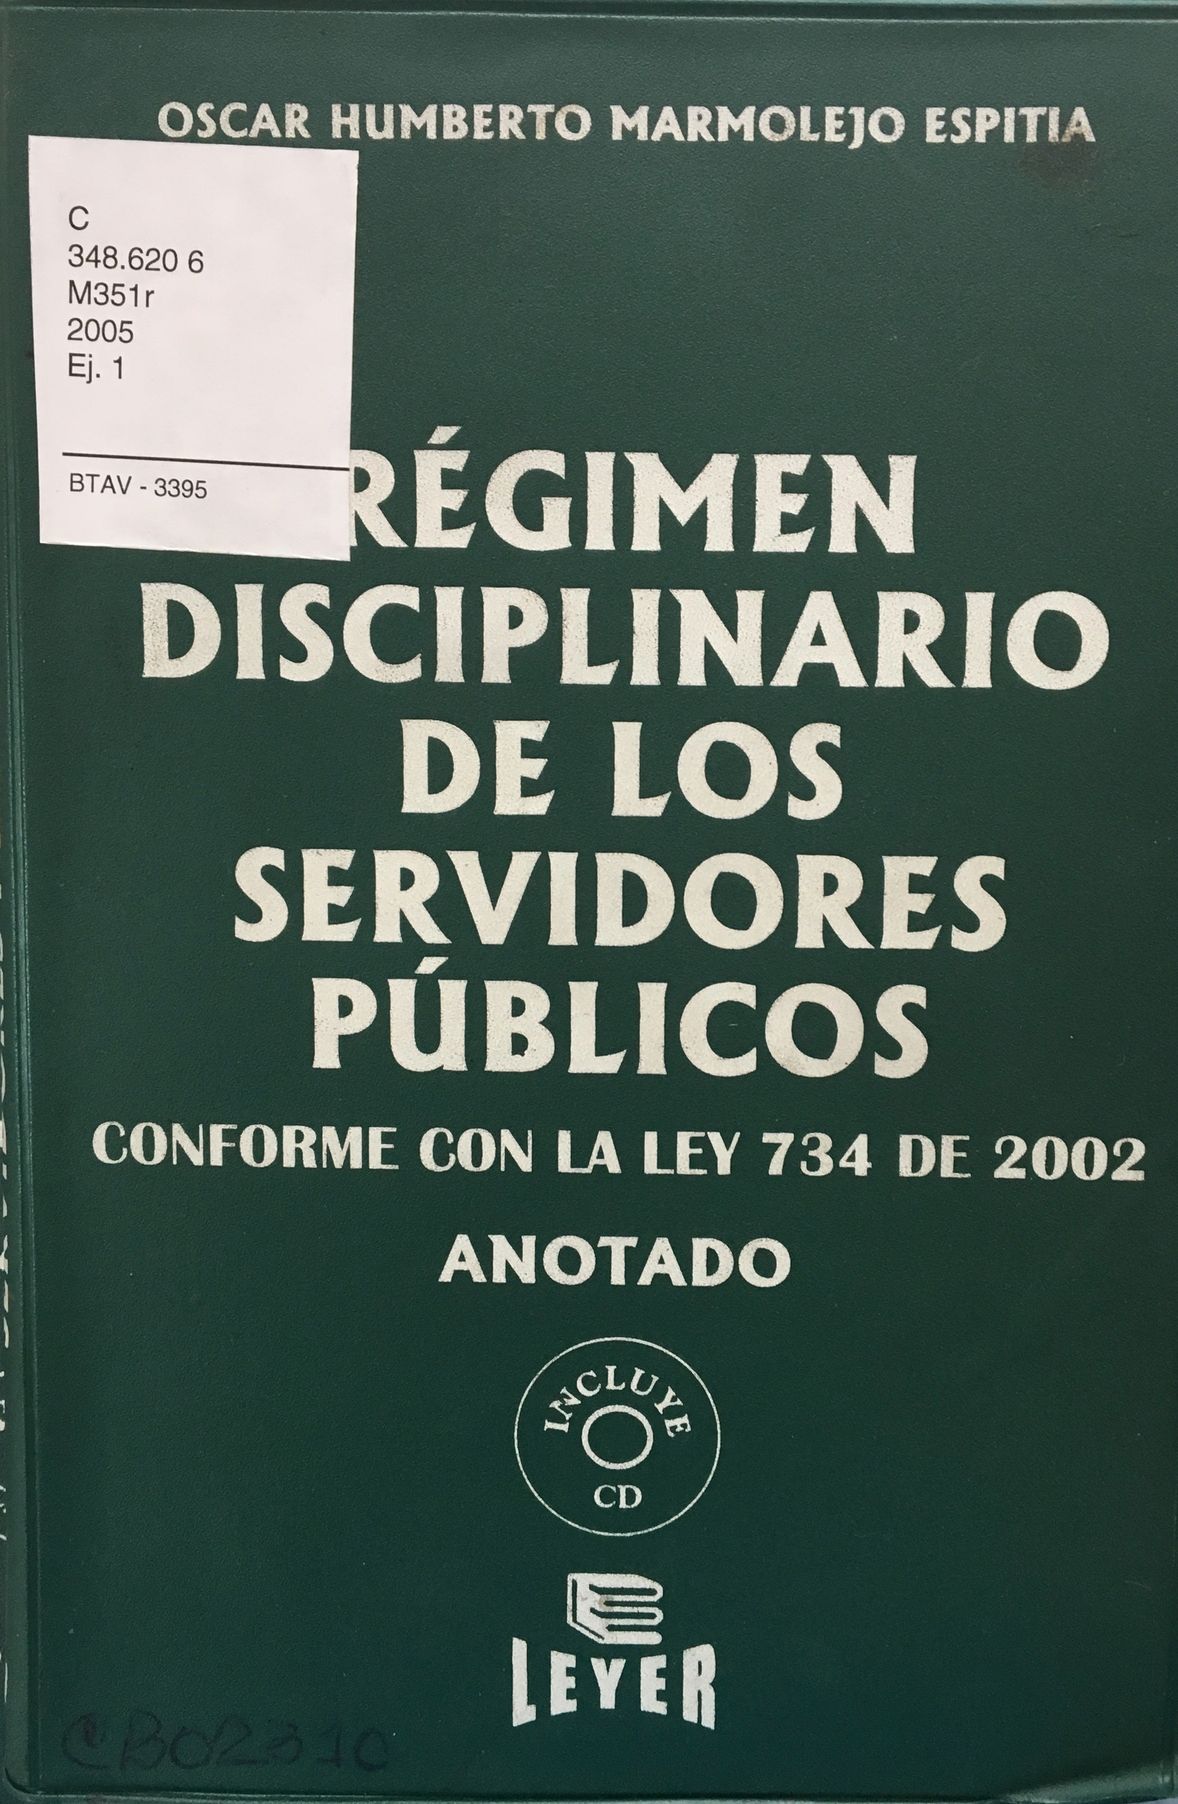 OSCAR HUMBERTO MARMOLEJO ESPITIA
C
348.620 6
M351r
2005
Ej. 1
BTAV - 3395
RÉGIMEN
DISCIPLINARIO
DE LOS
SERVIDORES
PÚBLICOS
CONFORME CON LA LEY 734 DE 2002
ANOTADO
INCLUYE
CD
LEYER
CB02310